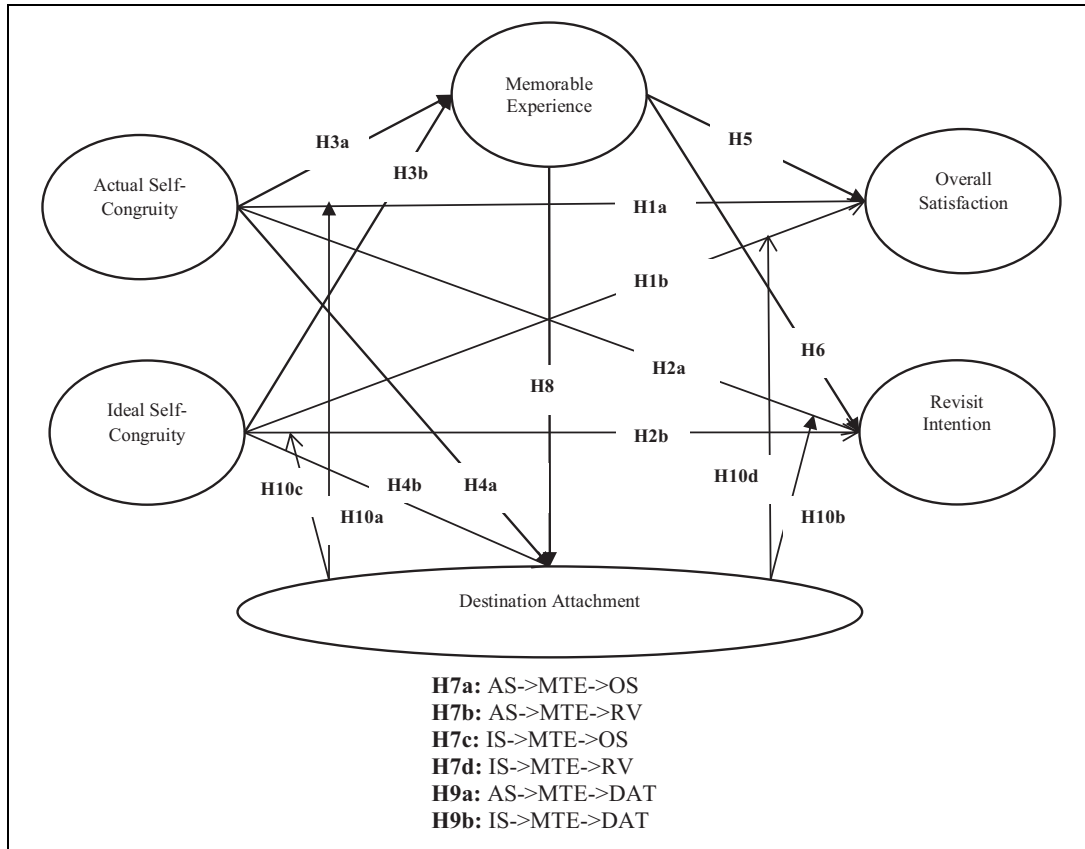 Memorable
Experience
H3a
H5
H3b
Actual Self-
Congruity
Overall
Satisfaction
H1a
H1b
H6
H2a
H8
Ideal Self-
Congruity
Revisit
Intention
H2b
H10c
H4b
H4a
H10d
H10a
H10b
Destination Attachment
H7a: AS->MTE->OS
H7b: AS->MTE->RV
H7c: IS->MTE->OS
H7d: IS->MTE->RV
H9a: AS->MTE->DAT
H9b: IS->MTE->DAT